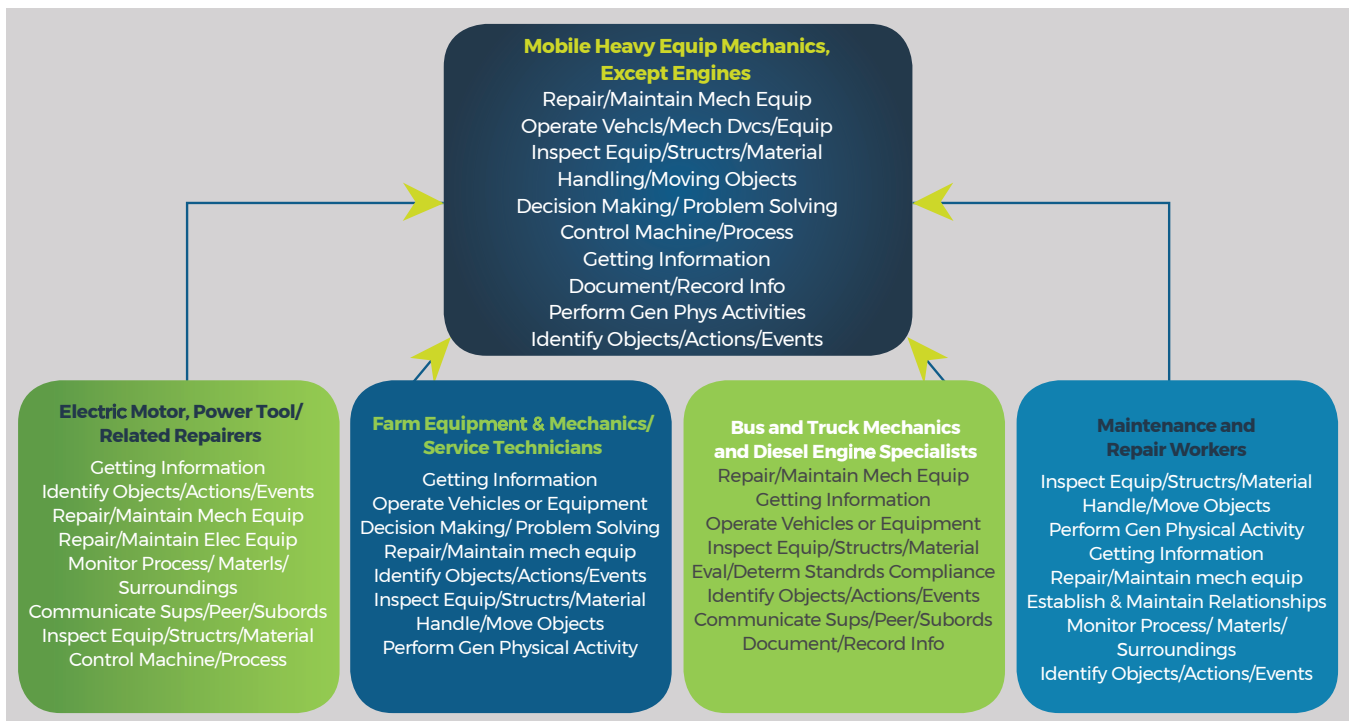 Mobile Heavy Equip Mechanics,
Except Engines
Repair/Maintain Mech Equip
Operate Vehcls/Mech Dvcs/Equip
Inspect Equip/Structrs/Material
Handling/Moving Objects
Decision Making/ Problem Solving
Control Machine/Process
Getting Information
Document/Record Info
Perform Gen Phys Activities
Identify Objects/Actions/Events
Electric Motor, Power Tool/
Related Repairers
Getting Information
Identify Objects/Actions/Events
Repair/Maintain Mech Equip
Repair/Maintain Elec Equip
Monitor Process/ Materls/
Surroundings
Communicate Sups/Peer/Subords
Inspect Equip/Structrs/Material
Control Machine/Process
Farm Equipment & Mechanics/
Service Technicians
Getting Information
Operate Vehicles or Equipment
Decision Making/ Problem Solving
Repair/Maintain mech equip
Identify Objects/Actions/Events
Inspect Equip/Structrs/Material
Handle/Move Objects
Perform Gen Physical Activity
Bus and Truck Mechanics
and Diesel Engine Specialists
Repair/Maintain Mech Equip
Getting Information
Operate Vehicles or Equipment
Inspect Equip/Structrs/Material
Eval/Determ Standrds Compliance
Identify Objects/Actions/Events
Communicate Sups/Peer/Subords
Document/Record Info
Maintenance and
Repair Workers
Inspect Equip/Structrs/Material
Handle/Move Objects
Perform Gen Physical Activity
Getting Information
Repair/Maintain mech equip
Establish & Maintain Relationships
Monitor Process/ Materls/
Surroundings
Identify Objects/Actions/Events